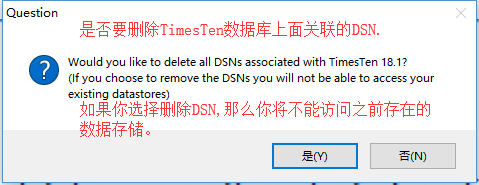 Question
是否要删除TimesTen数据库上面关联的DSN.
Would you like to delete all DSNs associated with TimesTen 18.1?
(If you choose to remove the DSNs you will not be able to access your
existing datastores)
如果你选择删除DSN,那么你将不能访问之前存在的
数据存储。
是(Y)
否(N)